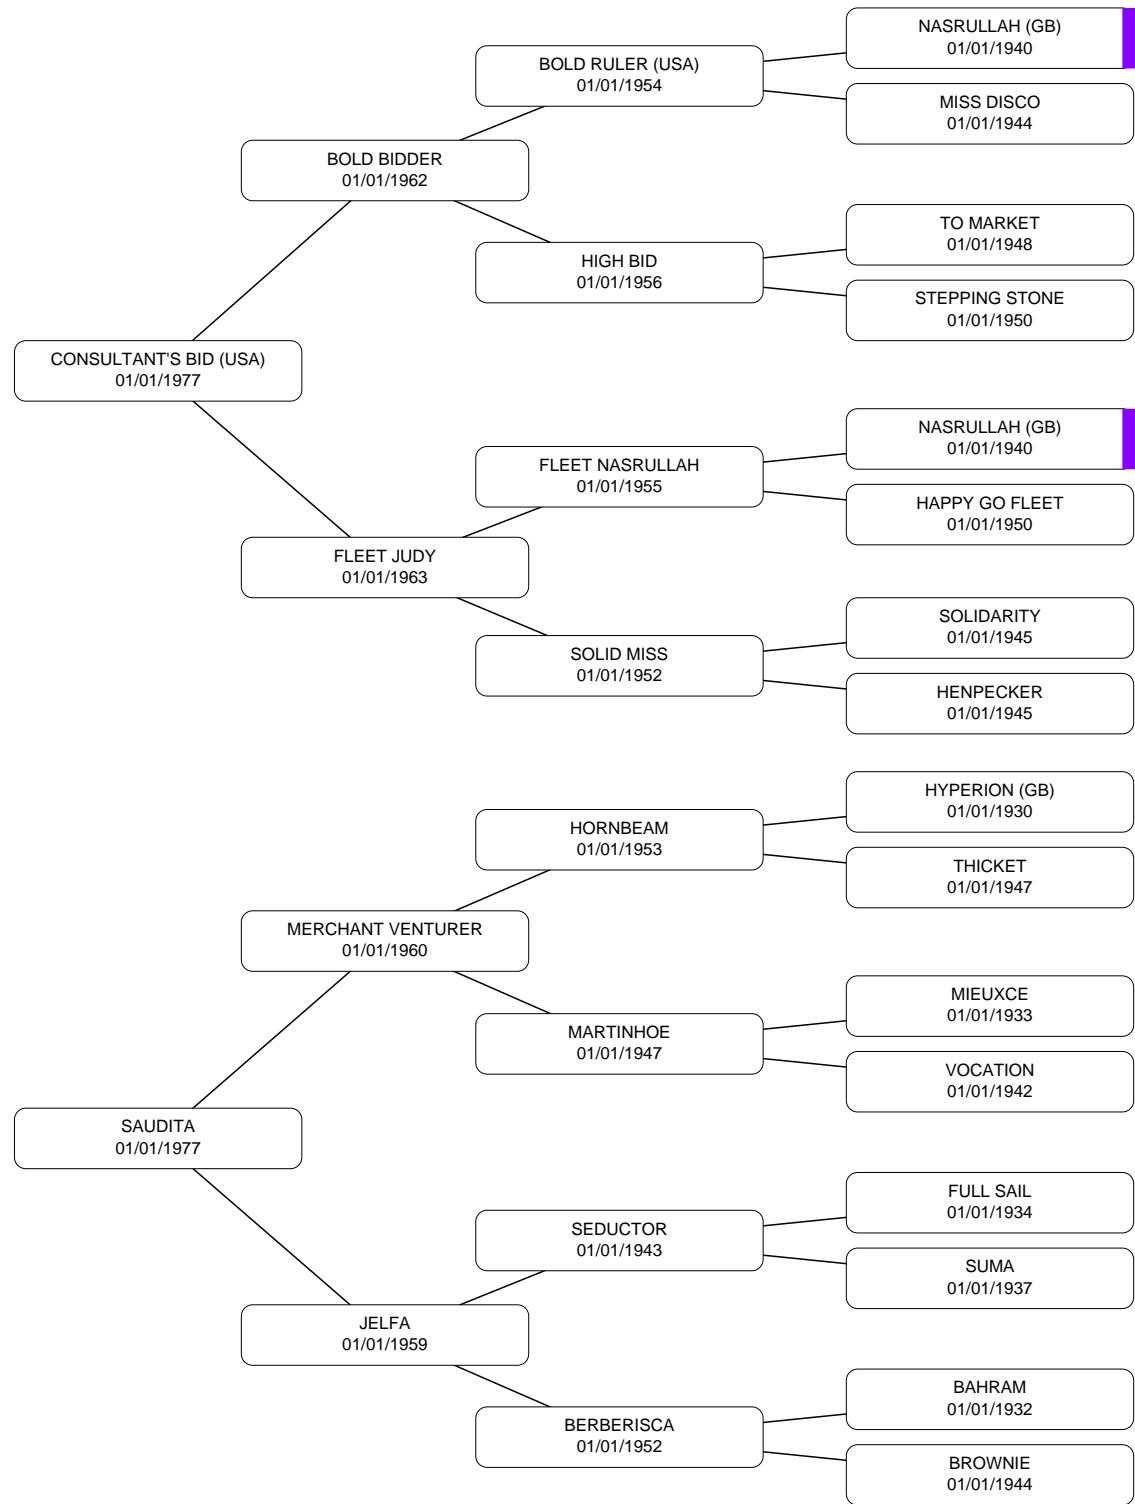 NASRULLAH (GB)
01/01/1940
BOLD RULER (USA)
01/01/1954
MISS DISCO
01/01/1944
BOLD BIDDER
01/01/1962
TO MARKET
01/01/1948
HIGH BID
01/01/1956
STEPPING STONE
01/01/1950
CONSULTANT'S BID (USA)
01/01/1977
NASRULLAH (GB)
01/01/1940
FLEET NASRULLAH
01/01/1955
HAPPY GO FLEET
01/01/1950
FLEET JUDY
01/01/1963
SOLIDARITY
01/01/1945
SOLID MISS
01/01/1952
HENPECKER
01/01/1945
HYPERION (GB)
01/01/1930
HORNBEAM
01/01/1953
THICKET
01/01/1947
MERCHANT VENTURER
01/01/1960
MIEUXCE
01/01/1933
MARTINHOE
01/01/1947
VOCATION
01/01/1942
SAUDITA
01/01/1977
FULL SAIL
01/01/1934
SEDUCTOR
01/01/1943
SUMA
01/01/1937
JELFA
01/01/1959
BAHRAM
01/01/1932
BERBERISCA
01/01/1952
BROWNIE
01/01/1944